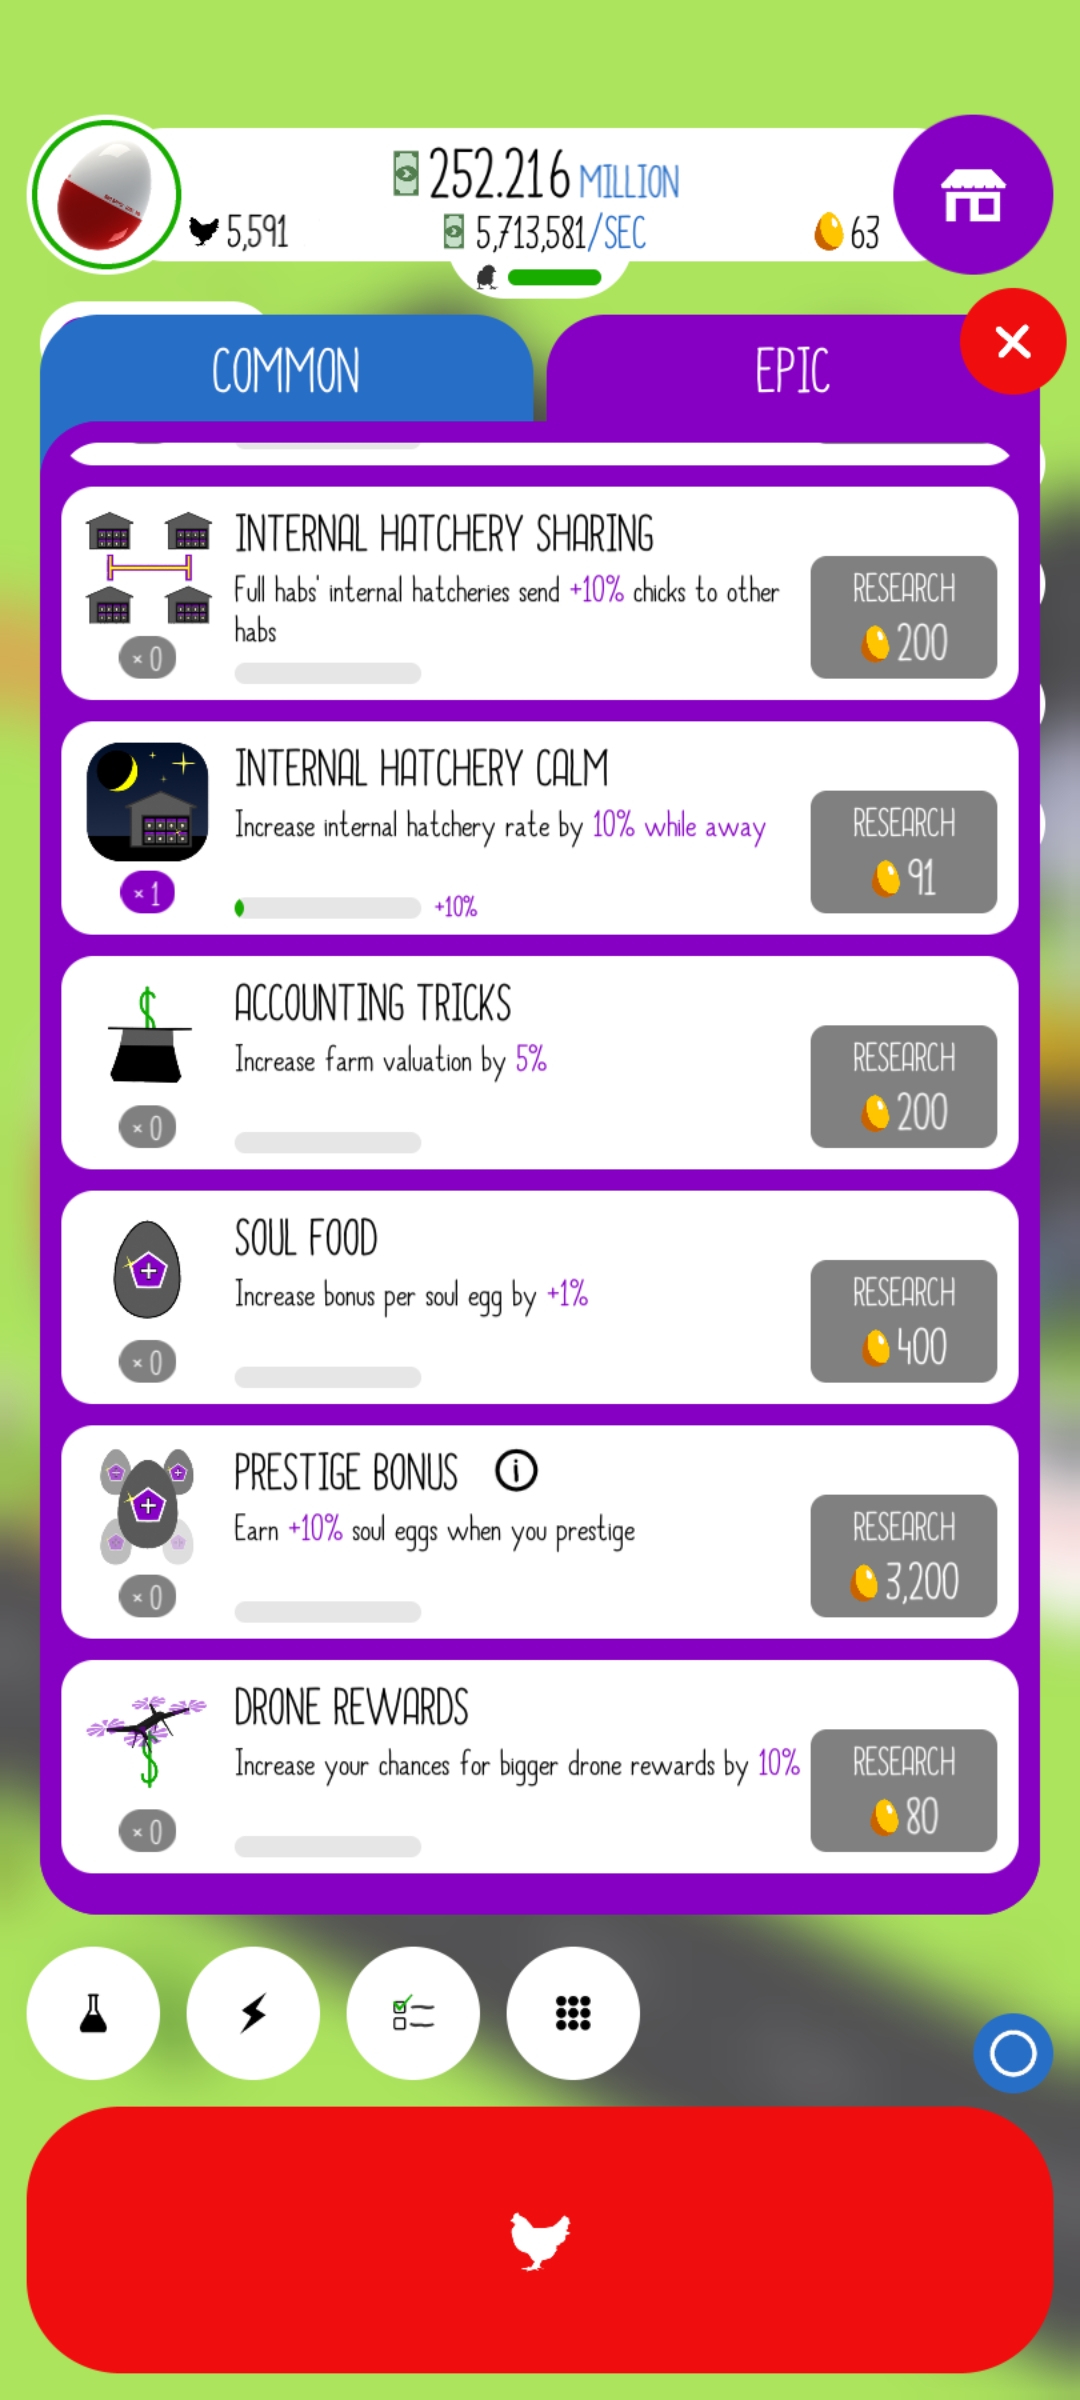 252.216 MILLION
5,591
5,713,581/SEC
63
COMMON
EPIC
INTERNAL HATCHERY SHARING
Full habs' internal hatcheries send +10% chicks to other
habs
× 0
RESEARCH
200
INTERNAL HATCHERY CALM
Increase internal hatchery rate by 10% while away
× 1
+10%
RESEARCH
91
ACCOUNTING TRICKS
Increase farm valuation by 5%
× 0
RESEARCH
200
SOUL FOOD
Increase bonus per soul egg by +1%
× 0
RESEARCH
400
PRESTIGE BONUS
Earn +10% soul eggs when you prestige
× 0
RESEARCH
3,200
DRONE REWARDS
Increase your chances for bigger drone rewards by 10%
× 0
RESEARCH
80